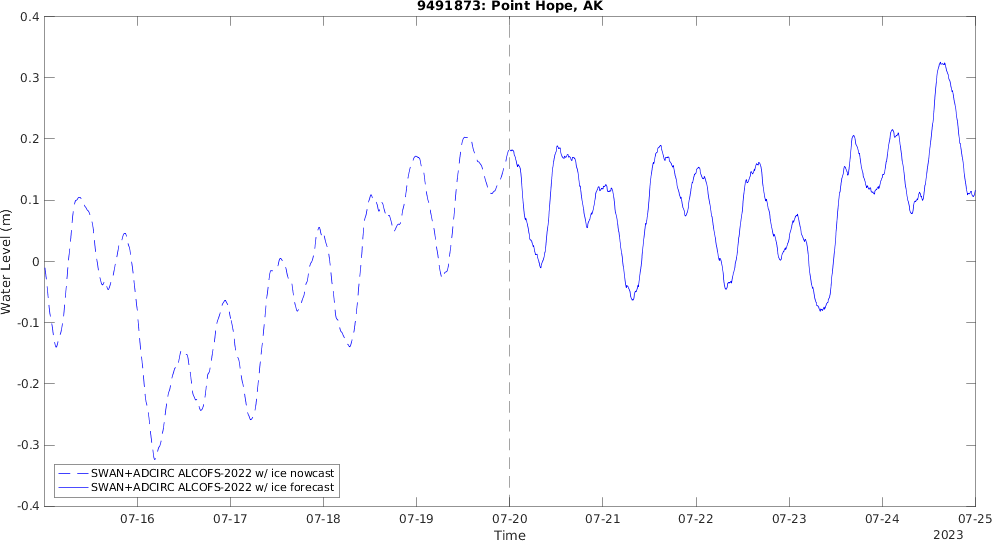 9491873: Point Hope, AK
0.4
0.3
0.2
0.1
0
-0.1
-0.2
-0.3
-0.4
Water Level (m)
SWAN+ADCIRC ALCOFS-2022 w/ ice nowcast
SWAN+ADCIRC ALCOFS-2022 w/ ice forecast
07-16 07-17 07-18 07-19 07-20 07-21 07-22 07-23 07-24 07-25
Time
2023